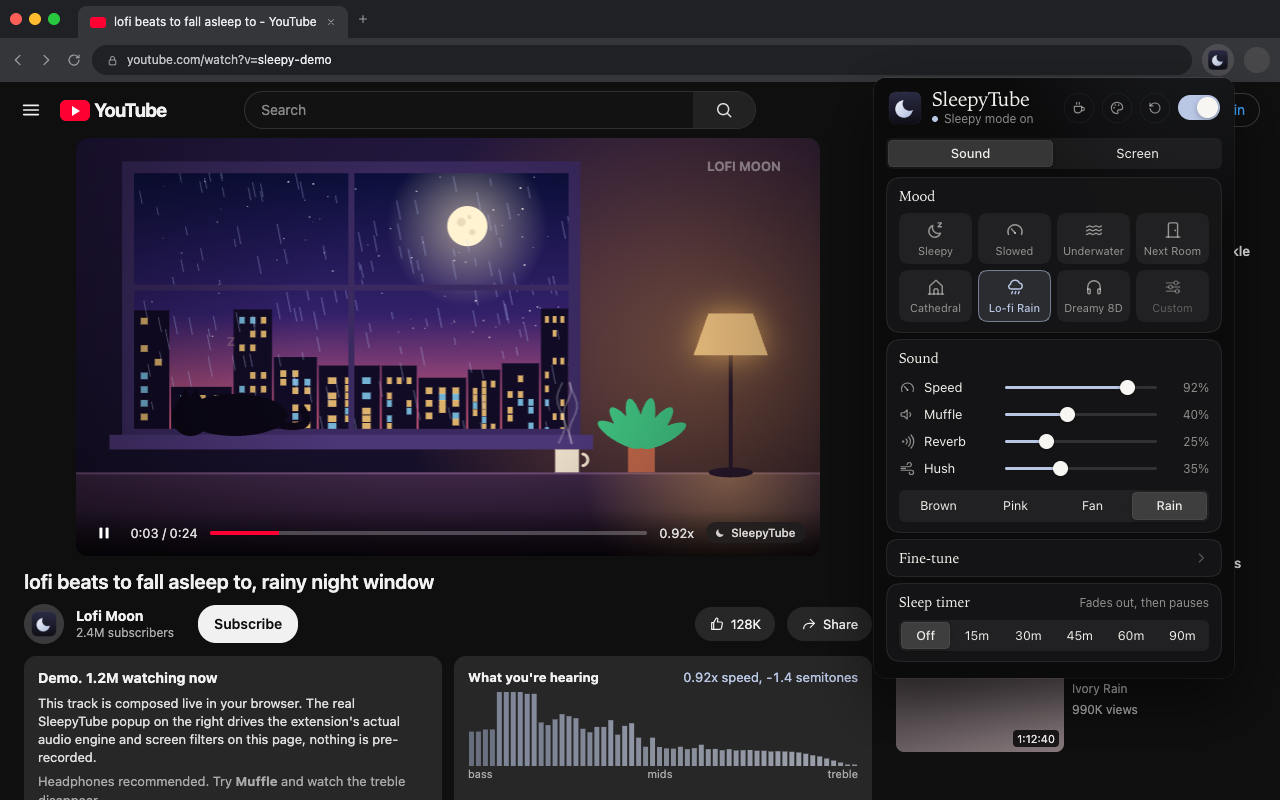 lofi beats to fall asleep to - YouTube
youtube.com/watch?v=sleepy-demo
YouTube
Search
LOFI MOON
z
0:03 / 0:24
0.92x
SleepyTube
lofi beats to fall asleep to, rainy night window
Lofi Moon
2.4M subscribers
Subscribe
128K
Share
Demo. 1.2M watching now
This track is composed live in your browser. The real
SleepyTube popup on the right drives the extension's actual
audio engine and screen filters on this page, nothing is pre-
recorded.
Headphones recommended. Try Muffle and watch the treble
disappear.
What you're hearing
0.92x speed, -1.4 semitones
bass
mids
treble
SleepyTube
Sleepy mode on
in
Sound
Screen
Mood
Sleepy
Slowed
Underwater
Next Room
Cathedral
Lo-fi Rain
Dreamy 8D
Custom
Sound
Speed 92%
Muffle 40%
Reverb 25%
Hush 35%
Brown
Pink
Fan
Rain
Fine-tune
Sleep timer
Fades out, then pauses
Off
15m
30m
45m
60m
90m
kle
s
Ivory Rain
990K views
1:12:40